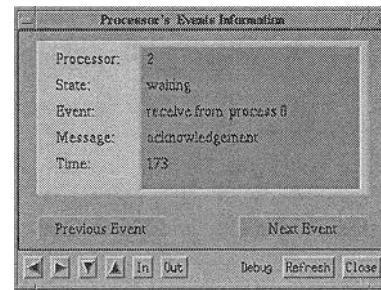 Processor's Events Information
Processor: 2
State: waiting
Event: receive from process 0
Message: acknowledgement
Time: 173
Previous Event Next Event
In Out Debug Refresh Close